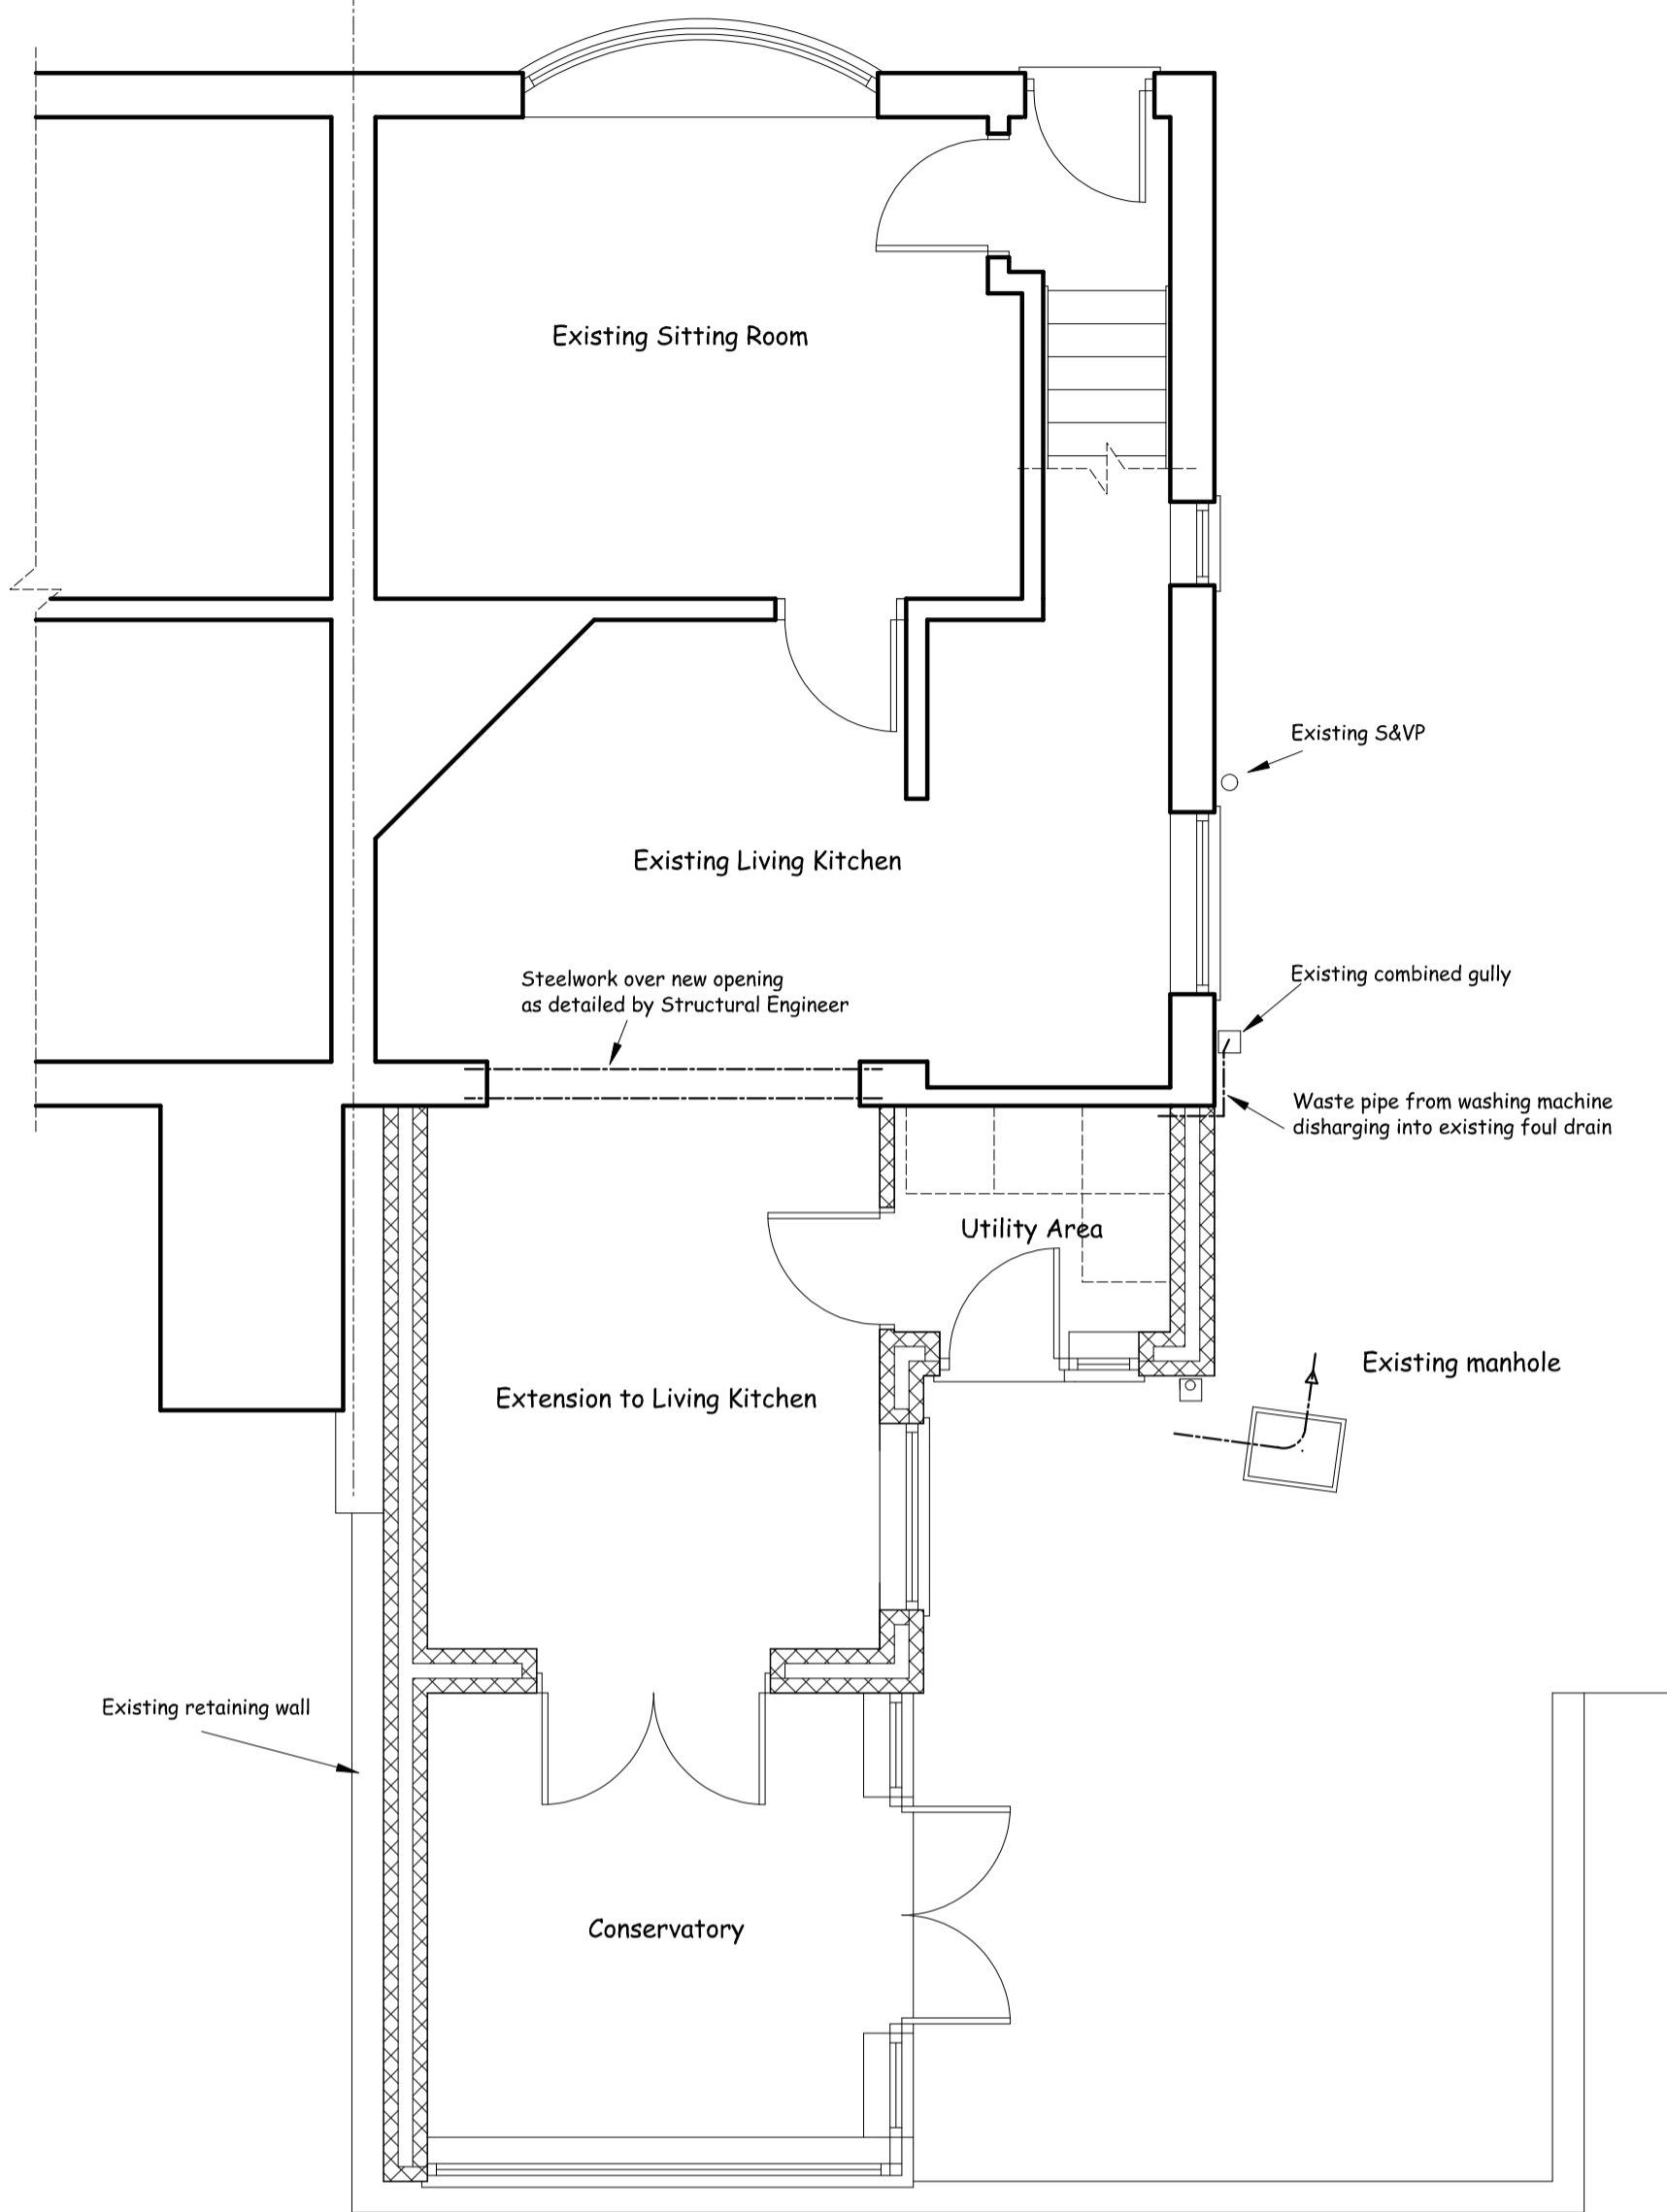 Existing Sitting Room
Existing S&VP
Existing Living Kitchen
Steelwork over new opening
as detailed by Structural Engineer
Existing combined gully
Waste pipe from washing machine
disharging into existing foul drain
Utility Area
Existing manhole
Extension to Living Kitchen
Existing retaining wall
Conservatory